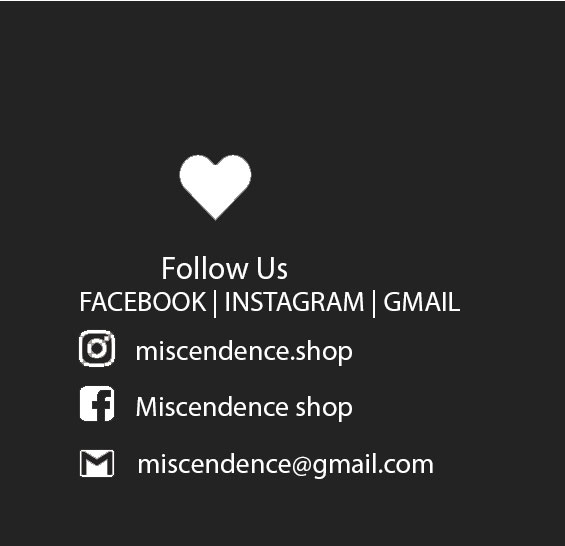 Follow Us
FACEBOOK | INSTAGRAM | GMAIL
miscendence.shop
Miscendence shop
miscendence@gmail.com